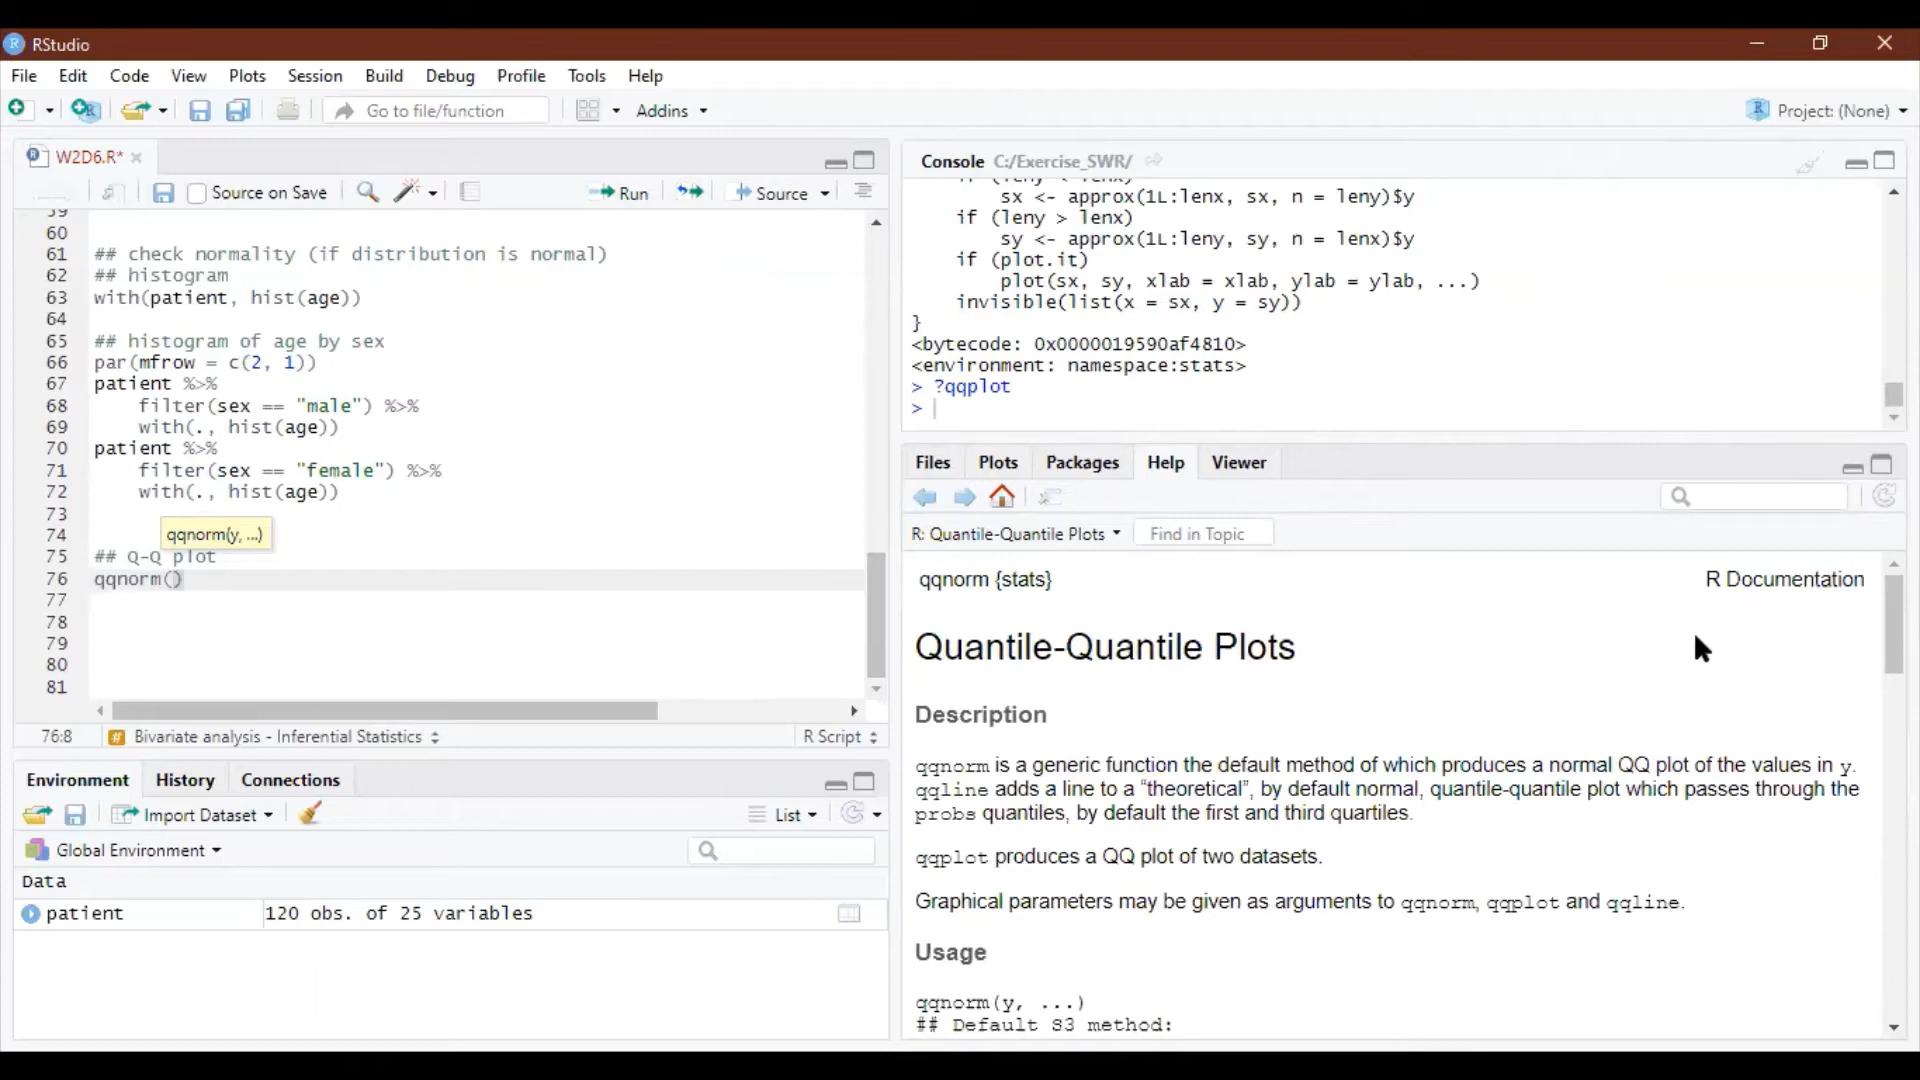 RStudio
File Edit Code View Plots Session Build Debug Profile Tools Help
Go to file/function Addins Project: (None)
W2D6.R*
Source on Save Run Source
59
60
61 ## check normality (if distribution is normal)
62 ## histogram
63 with(patient, hist(age))
64
65 ## histogram of age by sex
66 par(mfrow = c(2, 1))
67 patient %>%
68 filter(sex == "male") %>%
69 with(., hist(age))
70 patient %>%
71 filter(sex == "female") %>%
72 with(., hist(age))
73
74 qqnorm(y, ...)
75 ## Q-Q plot
76 qqnorm()
77
78
79
80
81
76:8 Bivariate analysis - Inferential Statistics R Script
Environment History Connections
Import Dataset List
Global Environment
Data
patient 120 obs. of 25 variables
Console C:/Exercise_SWR/
if (leny < lenx)
sx <- approx(1L:lenx, sx, n = leny)$y
if (leny > lenx)
sy <- approx(1L:leny, sy, n = lenx)$y
if (plot.it)
plot(sx, sy, xlab = xlab, ylab = ylab, ...)
invisible(list(x = sx, y = sy))
}
<bytecode: 0x0000019590af4810>
<environment: namespace:stats>
> ?qqplot
>
Files Plots Packages Help Viewer
R: Quantile-Quantile Plots Find in Topic
qqnorm {stats} R Documentation
Quantile-Quantile Plots
Description
qqnorm is a generic function the default method of which produces a normal QQ plot of the values in y.
qqline adds a line to a “theoretical”, by default normal, quantile-quantile plot which passes through the
probs quantiles, by default the first and third quartiles.
qqplot produces a QQ plot of two datasets.
Graphical parameters may be given as arguments to qqnorm, qqplot and qqline.
Usage
qqnorm(y, ...)
## Default S3 method: